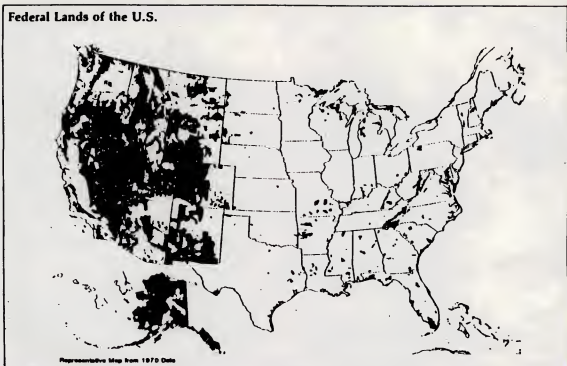 Federal Lands of the U.S.
Representative Map from 1970 Data